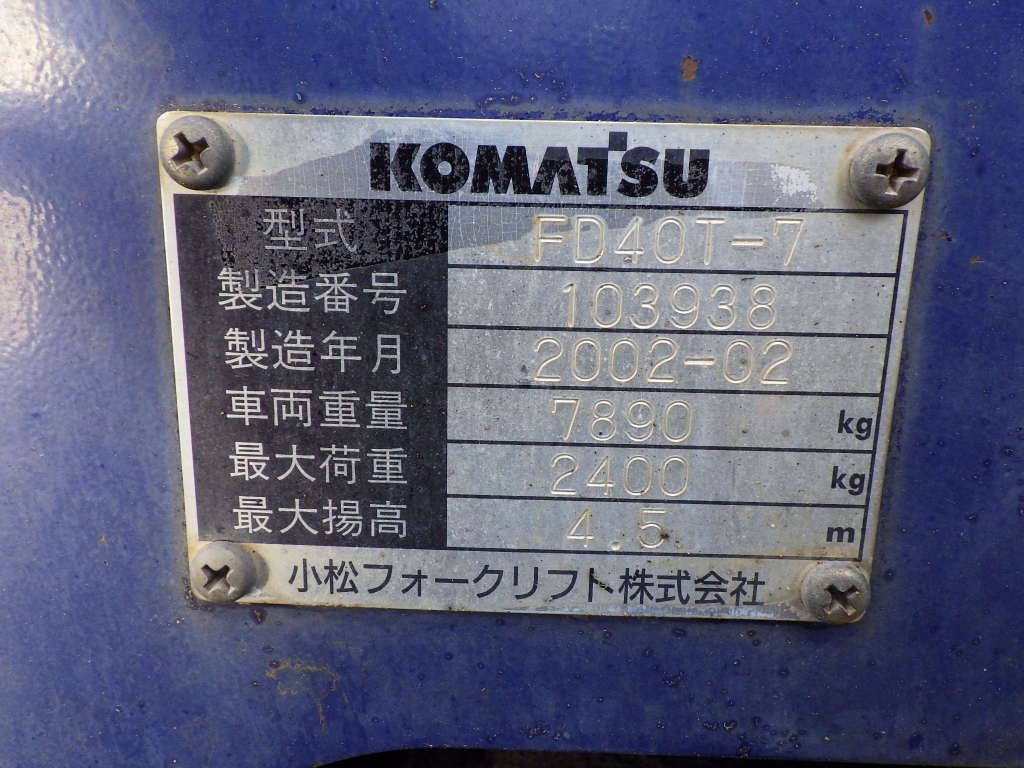 KOMATSU
型式 FD40T-7
製造番号 103938
製造年月 2002-02
車両重量 7890 kg
最大荷重 2400 kg
最大揚高 4.5 m
小松フォークリフト株式会社